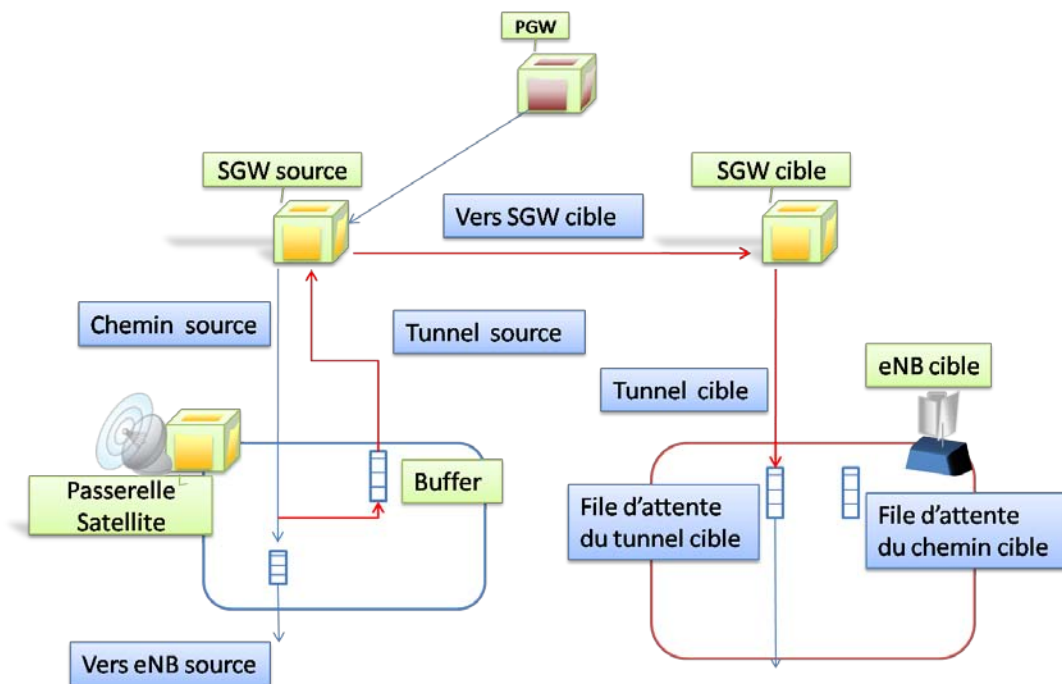 PGW
SGW source
SGW cible
Vers SGW cible
Chemin source
Tunnel source
eNB cible
Tunnel cible
Passerelle
Satellite
Buffer
File d'attente
du tunnel cible
File d'attente
du chemin cible
Vers eNB source